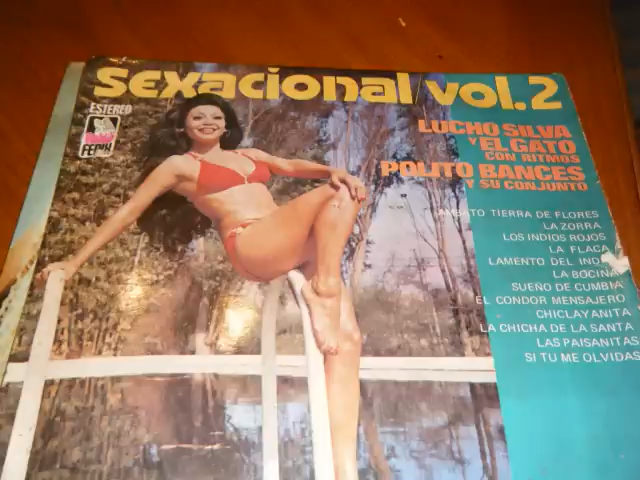 sexacional/vol.2
ESTEREO
FENIX
LUCHO SILVA
Y EL GATO
CON RITMOS
POLITO BANCES
Y SU CONJUNTO
AMBATO TIERRA DE FLORES
LA ZORRA
LOS INDIOS ROJOS
LA FLACA
LAMENTO DEL
LA BOCINA
SUEÑO DE CUMBIA
EL CONDOR MENSAJERO
CHICLAYANITA
LA CHICHA DE LA SANTA
LAS PAISANITAS
SI TU ME OLVIDAS